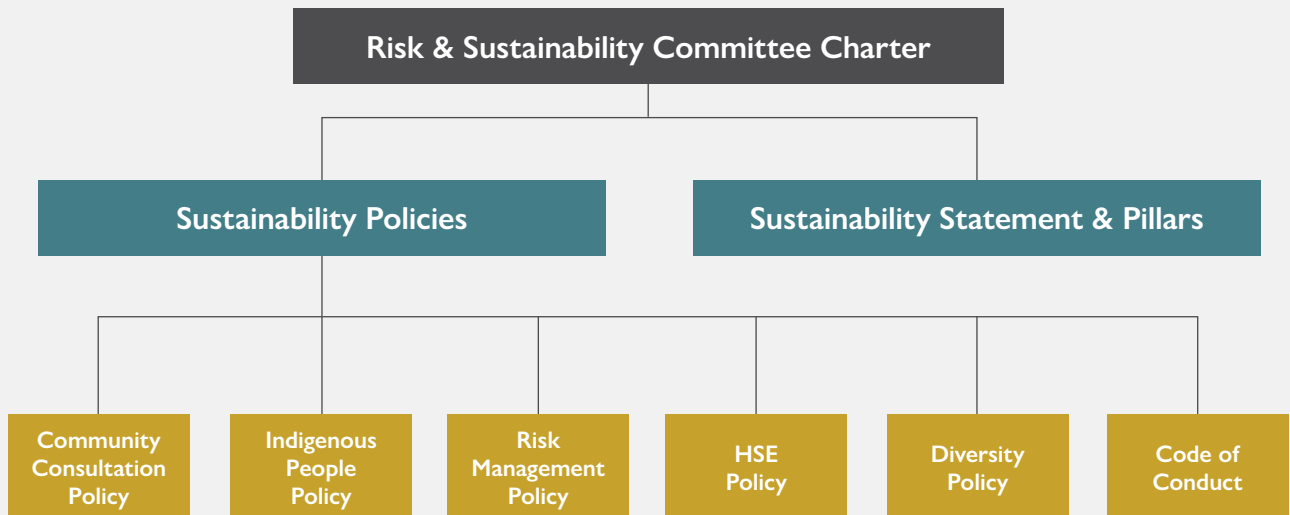 Risk & Sustainability Committee Charter
Sustainability Policies
Sustainability Statement & Pillars
Community
Consultation
Policy
Indigenous
People
Policy
Risk
Management
Policy
HSE
Policy
Diversity
Policy
Code of
Conduct